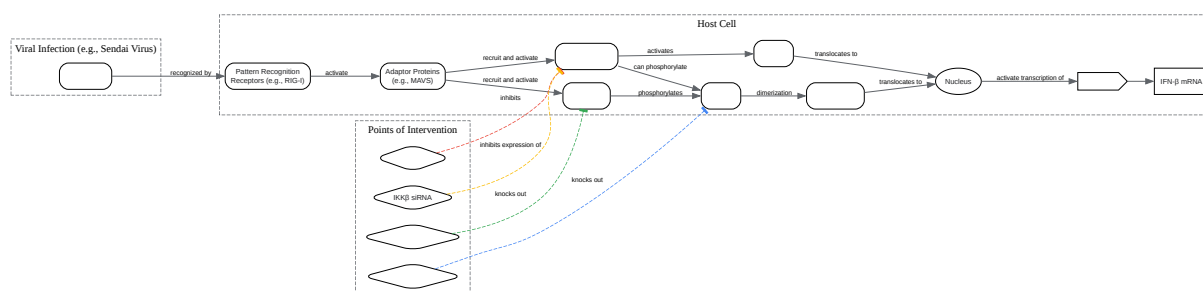 Host Cell
Viral Infection (e.g., Sendai Virus)
recognized by
Pattern Recognition
Receptors (e.g., RIG-I)
activate
Adaptor Proteins
(e.g., MAVS)
recruit and activate
recruit and activate
inhibits
activates
can phosphorylate
phosphorylates
dimerization
translocates to
translocates to
Nucleus
activate transcription of
IFN-β mRNA
Points of Intervention
inhibits expression of
IKKβ siRNA
knocks out
knocks out